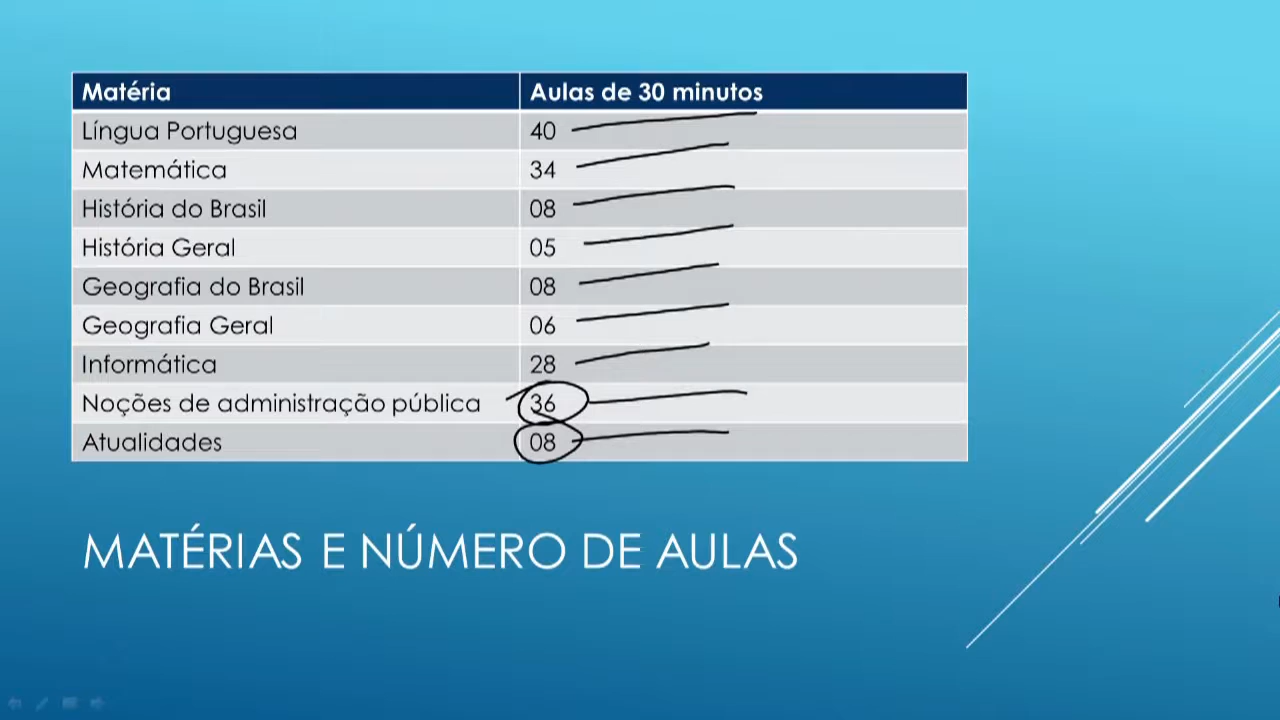 Matéria Aulas de 30 minutos
Língua Portuguesa 40
Matemática 34
História do Brasil 08
História Geral 05
Geografia do Brasil 08
Geografia Geral 06
Informática 28
Noções de administração pública 36
Atualidades 08
MATÉRIAS E NÚMERO DE AULAS